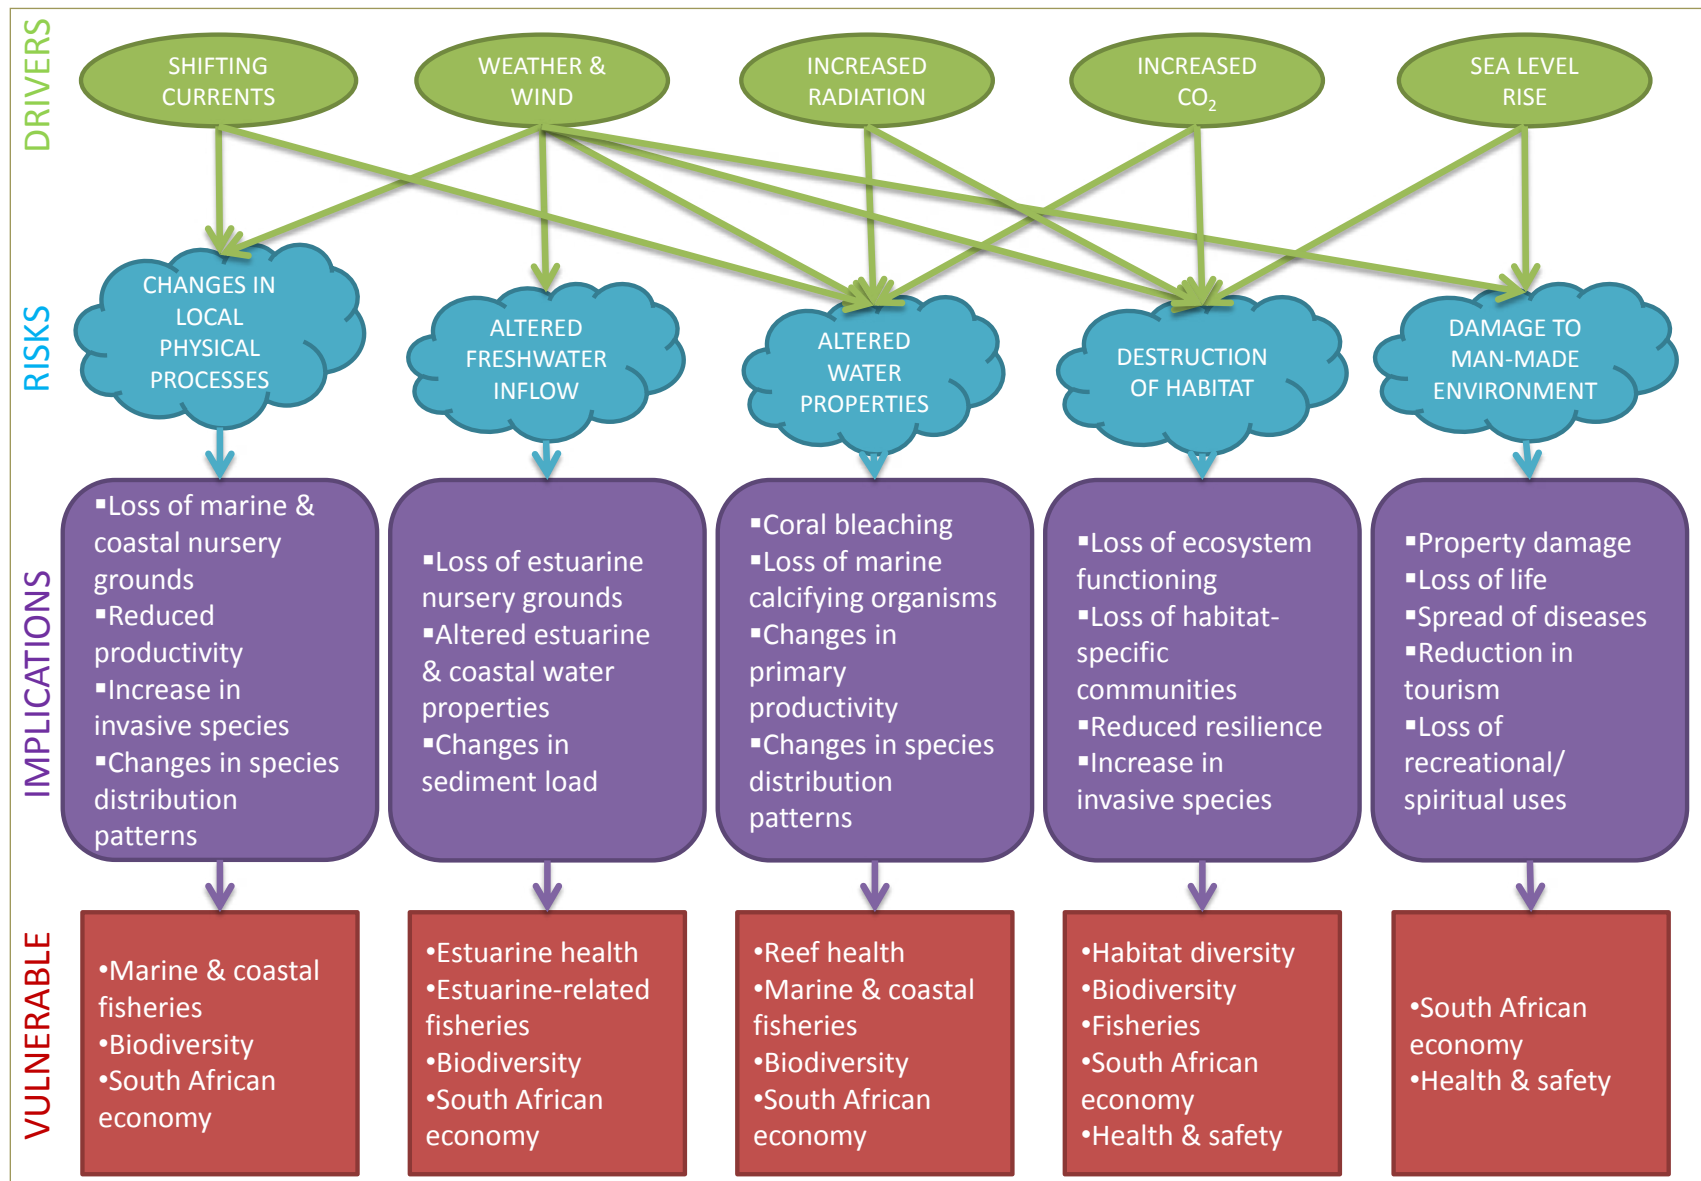 DRIVERS
SHIFTING
CURRENTS
WEATHER &
WIND
INCREASED
RADIATION
INCREASED
CO₂
SEA LEVEL
RISE
RISKS
CHANGES IN
LOCAL
PHYSICAL
PROCESSES
ALTERED
FRESHWATER
INFLOW
ALTERED
WATER
PROPERTIES
DESTRUCTION
OF HABITAT
DAMAGE TO
MAN-MADE
ENVIRONMENT
IMPLICATIONS
▪Loss of marine &
coastal nursery
grounds
▪Reduced
productivity
▪Increase in
invasive species
▪Changes in species
distribution
patterns
▪Loss of estuarine
nursery grounds
▪Altered estuarine
& coastal water
properties
▪Changes in
sediment load
▪Coral bleaching
▪Loss of marine
calcifying organisms
▪Changes in
primary
productivity
▪Changes in species
distribution
patterns
▪Loss of ecosystem
functioning
▪Loss of habitat-
specific
communities
▪Reduced resilience
▪Increase in
invasive species
▪Property damage
▪Loss of life
▪Spread of diseases
▪Reduction in
tourism
▪Loss of
recreational/
spiritual uses
VULNERABLE
•Marine & coastal
fisheries
•Biodiversity
•South African
economy
•Estuarine health
•Estuarine-related
fisheries
•Biodiversity
•South African
economy
•Reef health
•Marine & coastal
fisheries
•Biodiversity
•South African
economy
•Habitat diversity
•Biodiversity
•Fisheries
•South African
economy
•Health & safety
•South African
economy
•Health & safety